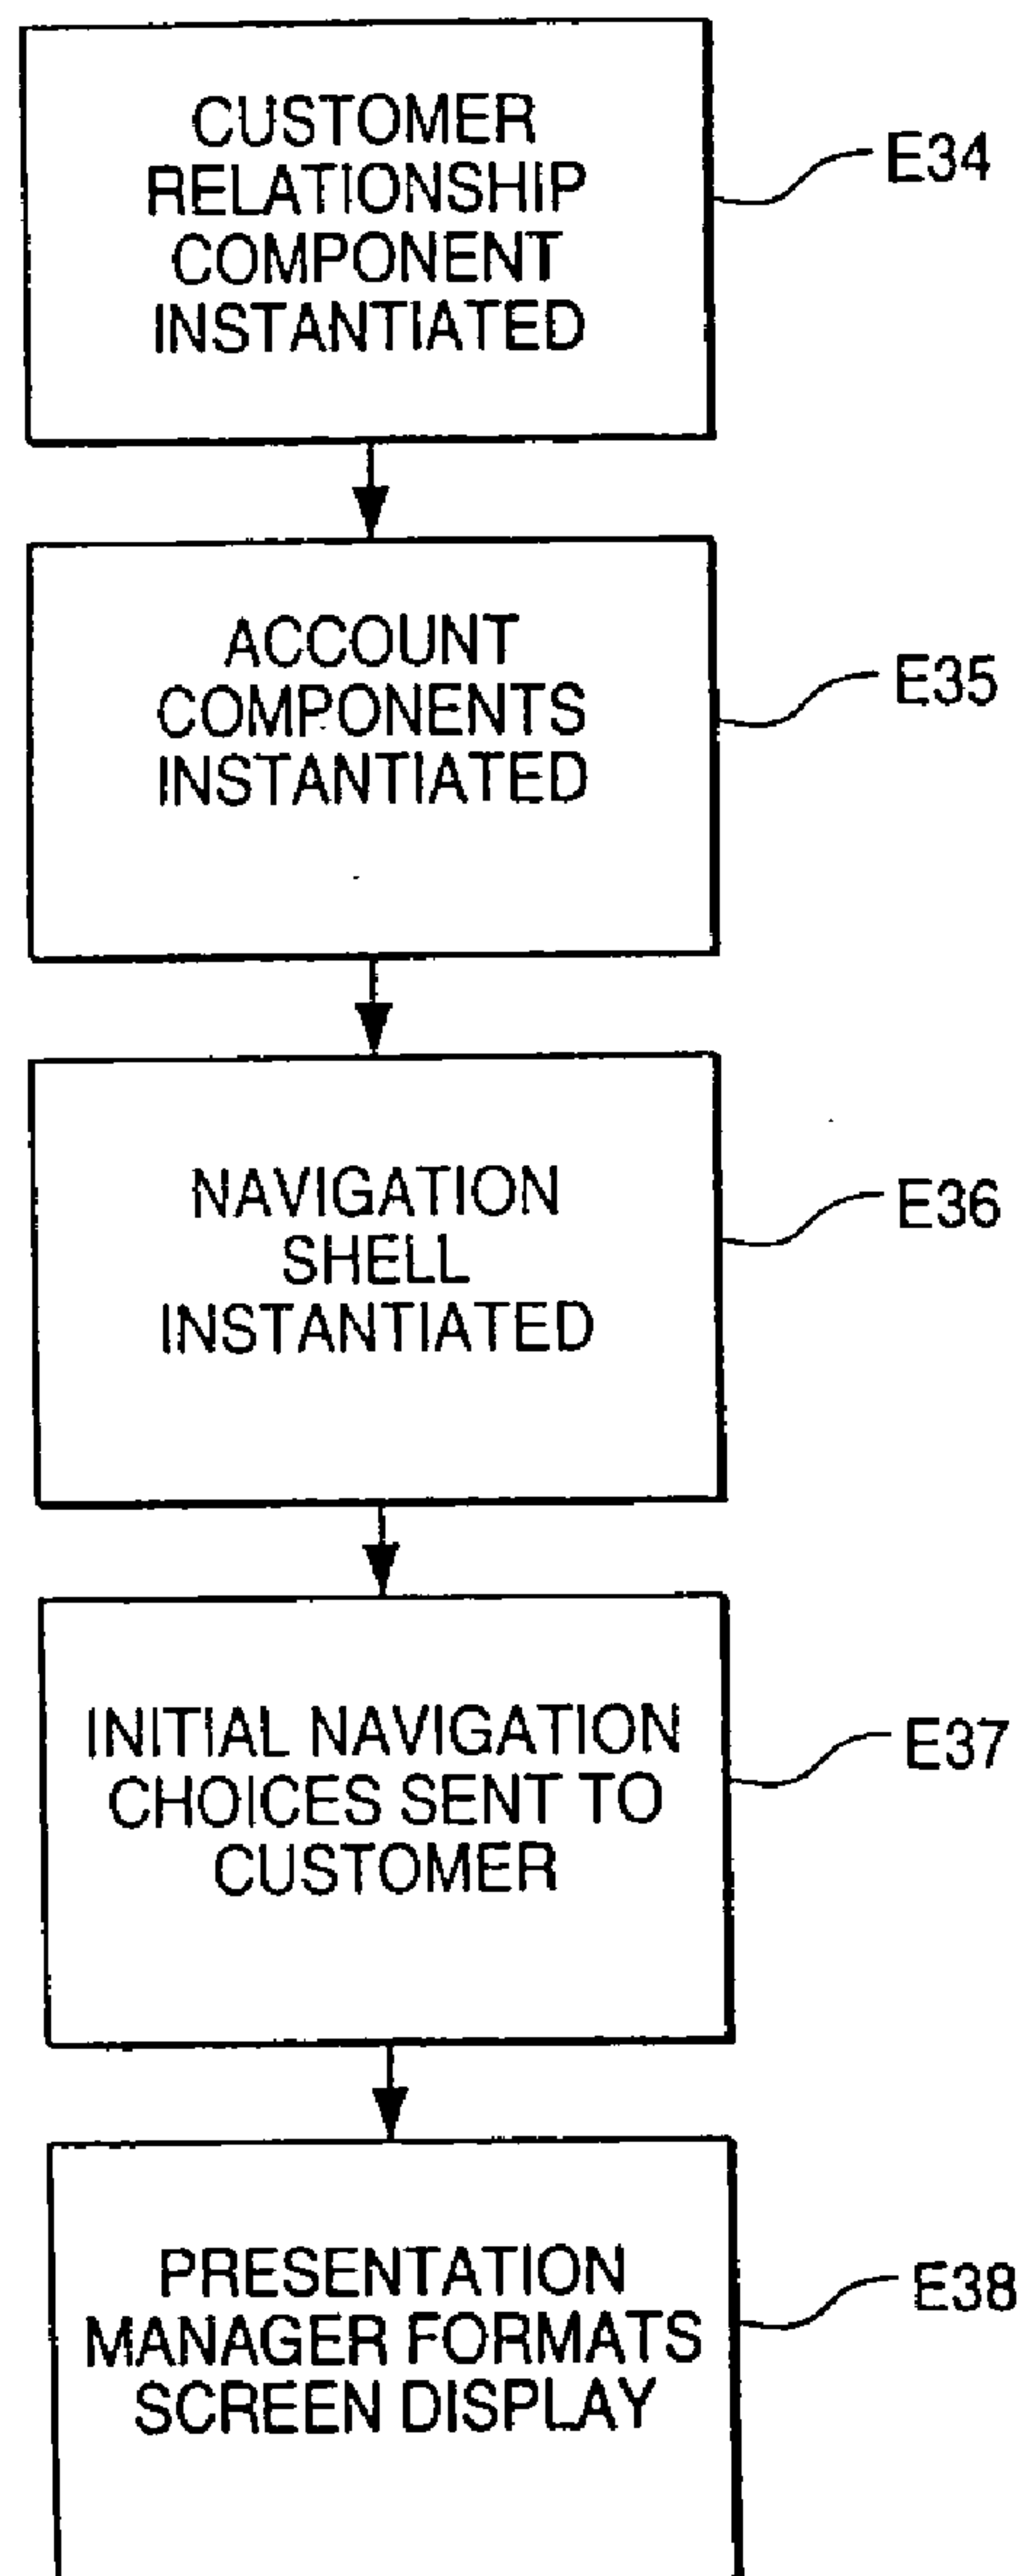 CUSTOMER
RELATIONSHIP
COMPONENT
INSTANTIATED
E34
ACCOUNT
COMPONENTS
INSTANTIATED
E35
NAVIGATION
SHELL
INSTANTIATED
E36
INITIAL NAVIGATION
CHOICES SENT TO
CUSTOMER
E37
PRESENTATION
MANAGER FORMATS
SCREEN DISPLAY
E38